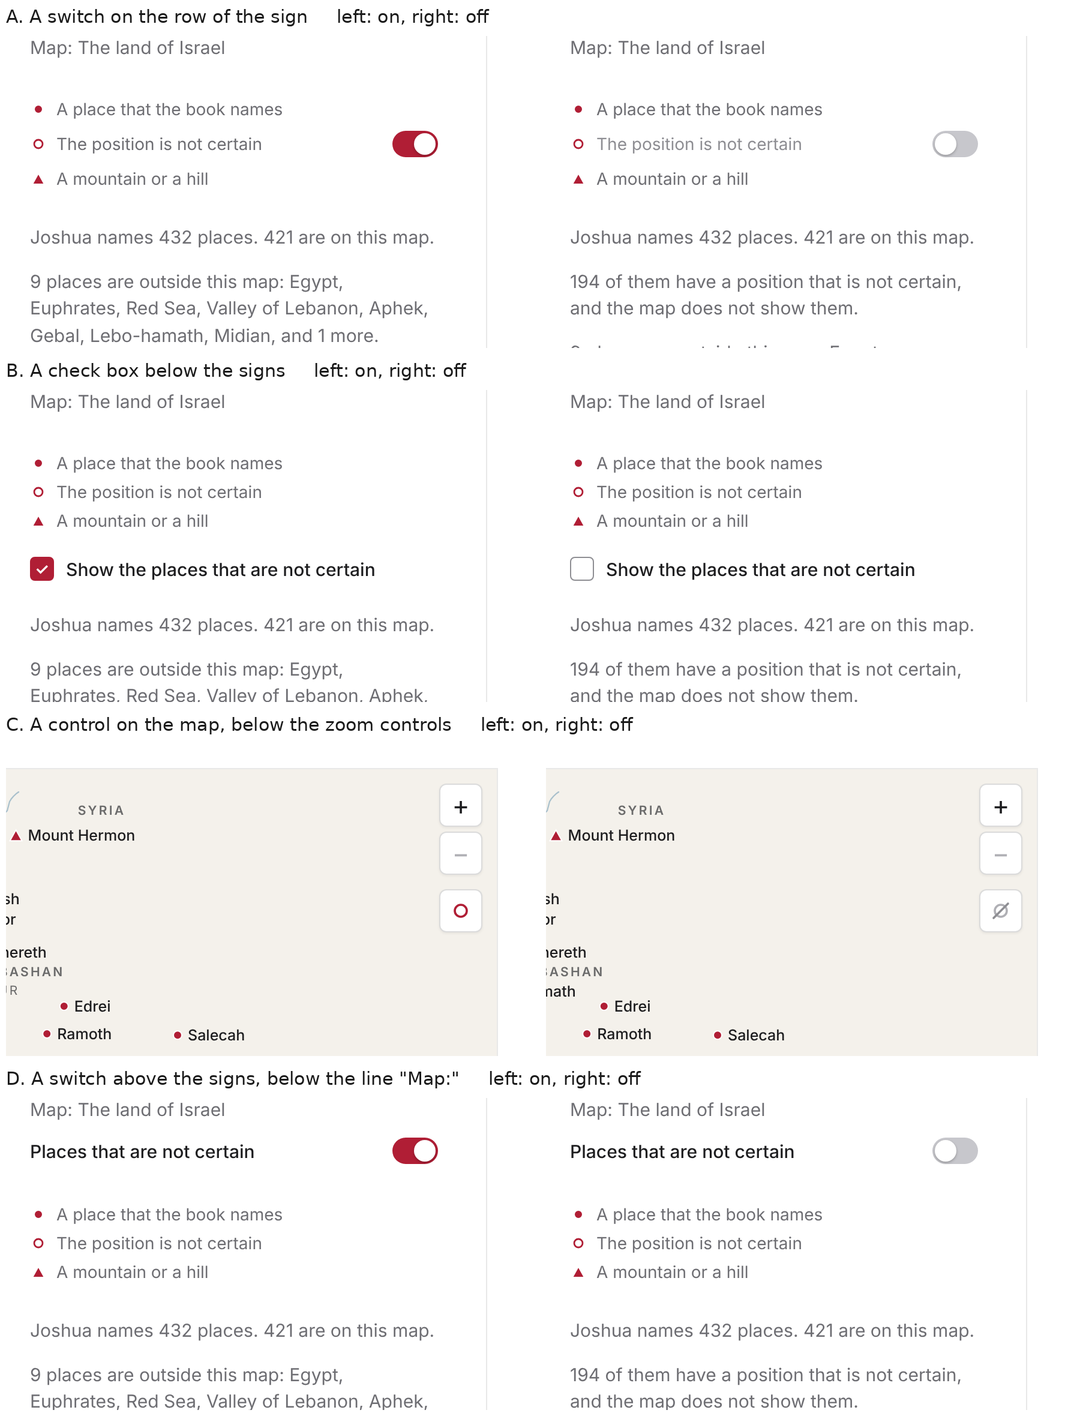 A. A switch on the row of the sign left: on, right: off
Map: The land of Israel
A place that the book names
The position is not certain
A mountain or a hill
Joshua names 432 places. 421 are on this map.
9 places are outside this map: Egypt,
Euphrates, Red Sea, Valley of Lebanon, Aphek,
Gebal, Lebo-hamath, Midian, and 1 more.
Map: The land of Israel
A place that the book names
The position is not certain
A mountain or a hill
Joshua names 432 places. 421 are on this map.
194 of them have a position that is not certain,
and the map does not show them.
B. A check box below the signs left: on, right: off
Map: The land of Israel
A place that the book names
The position is not certain
A mountain or a hill
Show the places that are not certain
Joshua names 432 places. 421 are on this map.
9 places are outside this map: Egypt,
Euphrates, Red Sea, Valley of Lebanon, Aphek,
Map: The land of Israel
A place that the book names
The position is not certain
A mountain or a hill
Show the places that are not certain
Joshua names 432 places. 421 are on this map.
194 of them have a position that is not certain,
and the map does not show them.
C. A control on the map, below the zoom controls left: on, right: off
SYRIA
Mount Hermon
sh
or
nereth
BASHAN
UR
Edrei
Ramoth
Salecah
+
−
SYRIA
Mount Hermon
sh
or
nereth
BASHAN
math
Edrei
Ramoth
Salecah
+
−
D. A switch above the signs, below the line "Map:" left: on, right: off
Map: The land of Israel
Places that are not certain
A place that the book names
The position is not certain
A mountain or a hill
Joshua names 432 places. 421 are on this map.
9 places are outside this map: Egypt,
Euphrates, Red Sea, Valley of Lebanon, Aphek,
Map: The land of Israel
Places that are not certain
A place that the book names
The position is not certain
A mountain or a hill
Joshua names 432 places. 421 are on this map.
194 of them have a position that is not certain,
and the map does not show them.